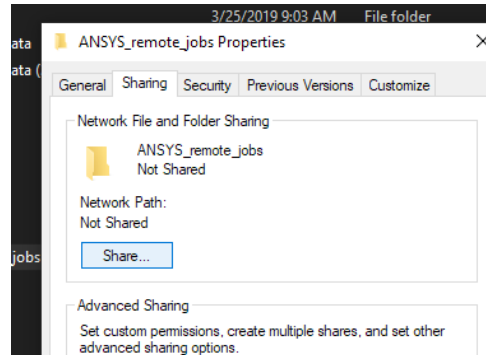 3/25/2019 9:03 AM File folder
ata
ANSYS_remote_jobs Properties
ata (
General Sharing Security Previous Versions Customize
Network File and Folder Sharing
ANSYS_remote_jobs
Not Shared
Network Path:
Not Shared
jobs
Share...
Advanced Sharing
Set custom permissions, create multiple shares, and set other
advanced sharing options.